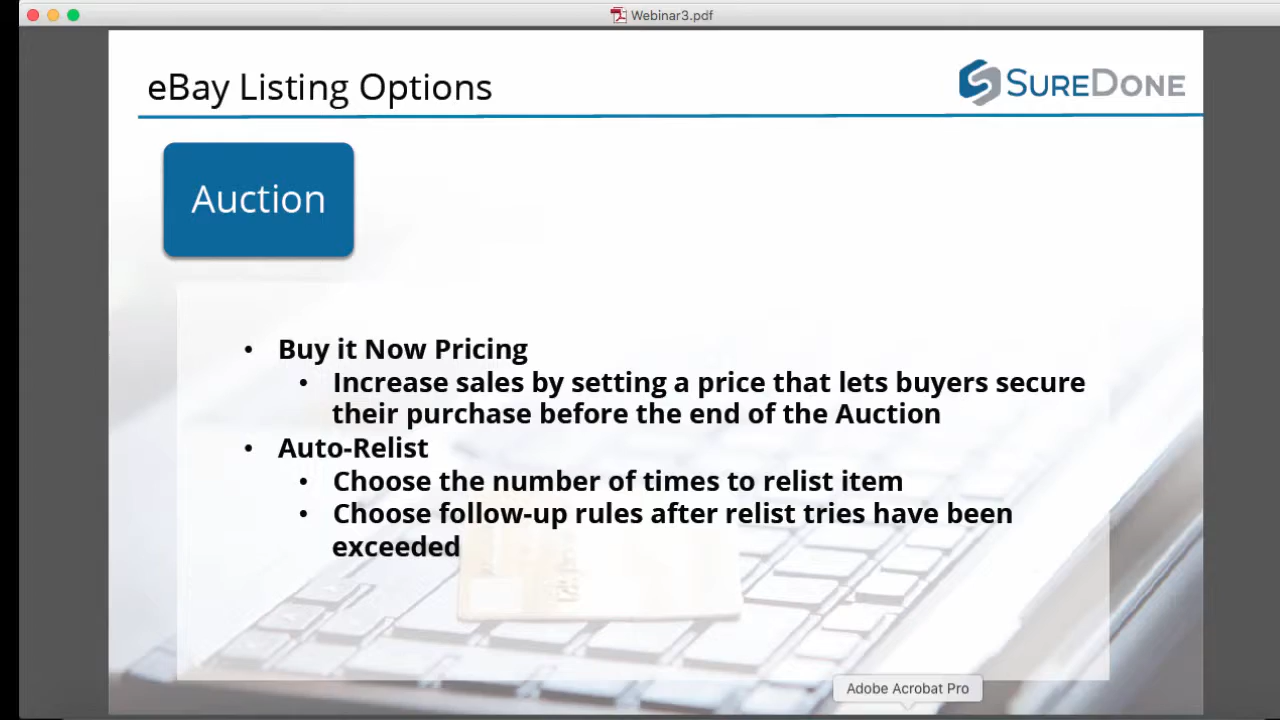 Webinar3.pdf
eBay Listing Options
SUREDONE
Auction
• Buy it Now Pricing
• Increase sales by setting a price that lets buyers secure
their purchase before the end of the Auction
• Auto-Relist
• Choose the number of times to relist item
• Choose follow-up rules after relist tries have been
exceeded
Adobe Acrobat Pro